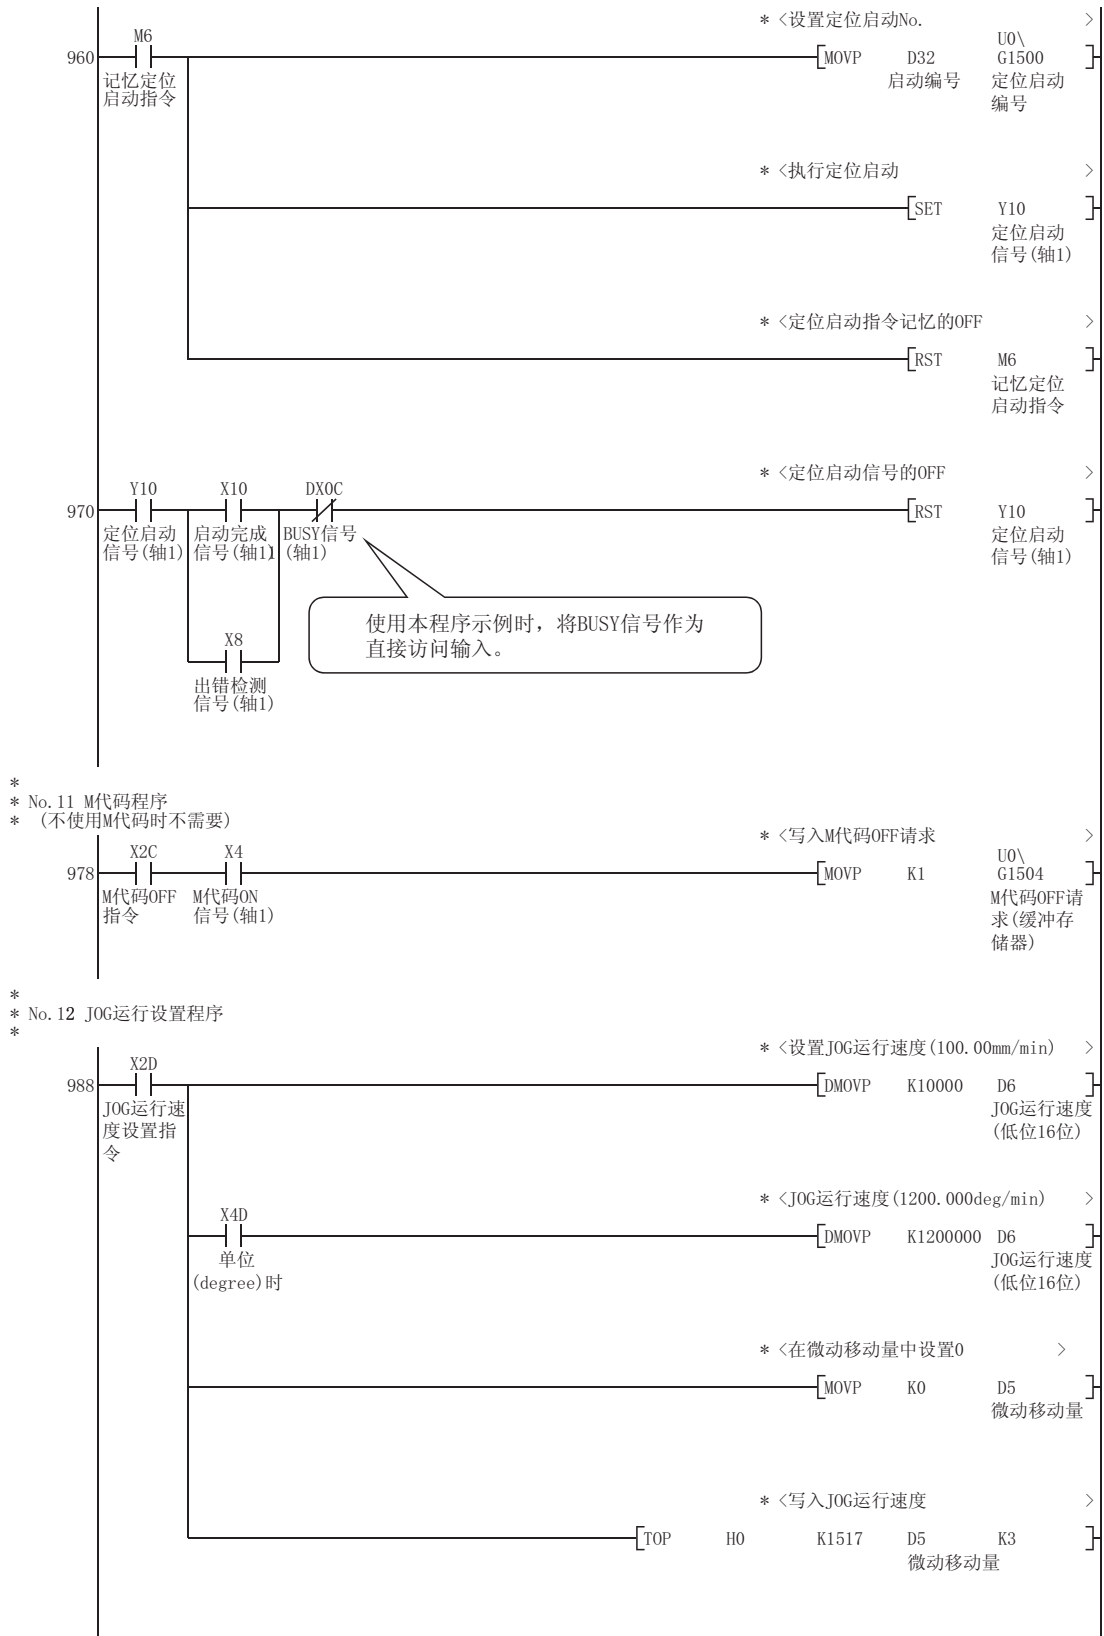 * <设置定位启动No. >
M6
U0\
960
[MOVP D32 G1500 ]
记忆定位
启动指令
启动编号 定位启动
编号
* <执行定位启动 >
[SET Y10 ]
定位启动
信号(轴1)
* <定位启动指令记忆的OFF >
[RST M6 ]
记忆定位
启动指令
* <定位启动信号的OFF >
Y10 X10 DX0C
970
[RST Y10 ]
定位启动 启动完成 BUSY信号
信号(轴1) 信号(轴1) (轴1)
定位启动
信号(轴1)
使用本程序示例时，将BUSY信号作为
直接访问输入。
X8
出错检测
信号(轴1)
*
* No.11 M代码程序
* (不使用M代码时不需要)
* <写入M代码OFF请求 >
X2C X4
U0\
978
[MOVP K1 G1504 ]
M代码OFF M代码ON
指令 信号(轴1)
M代码OFF请
求(缓冲存
储器)
*
* No.12 JOG运行设置程序
*
* <设置JOG运行速度(100.00mm/min) >
X2D
988
[DMOVP K10000 D6 ]
JOG运行速
度设置指
令
JOG运行速度
(低位16位)
* <JOG运行速度(1200.000deg/min) >
X4D
[DMOVP K1200000 D6 ]
单位
(degree)时
JOG运行速度
(低位16位)
* <在微动移动量中设置0 >
[MOVP K0 D5 ]
微动移动量
* <写入JOG运行速度 >
[TOP H0 K1517 D5 K3 ]
微动移动量